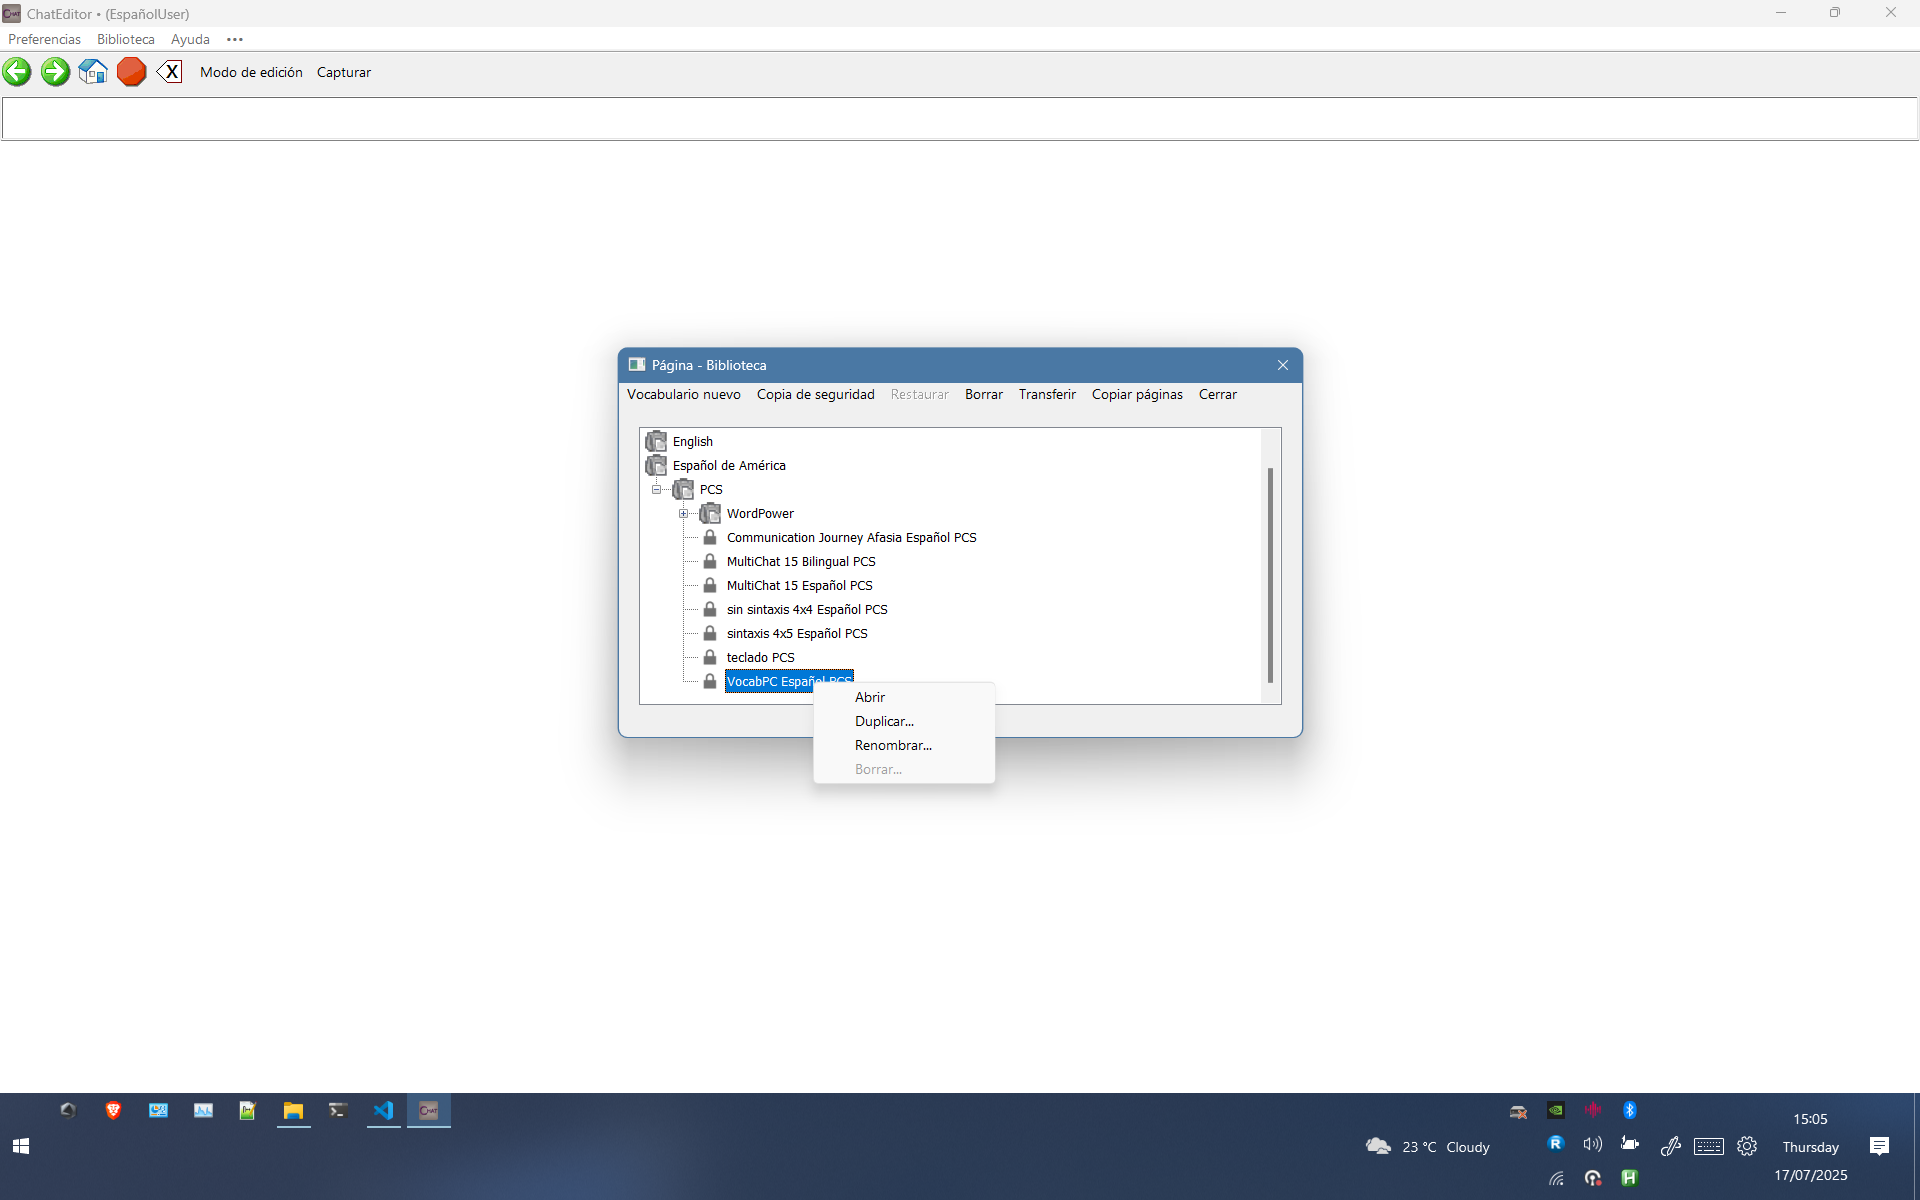 ChatEditor • (EspañolUser)
Preferencias Biblioteca Ayuda •••
X Modo de edición Capturar
Página - Biblioteca
Vocabulario nuevo Copia de seguridad Restaurar Borrar Transferir Copiar páginas Cerrar
English
Español de América
PCS
WordPower
Communication Journey Afasia Español PCS
MultiChat 15 Bilingual PCS
MultiChat 15 Español PCS
sin sintaxis 4x4 Español PCS
sintaxis 4x5 Español PCS
teclado PCS
VocabPC Español PCS
Abrir
Duplicar...
Renombrar...
Borrar...
CHAT
15:05
23 °C Cloudy
R
Thursday
H
17/07/2025